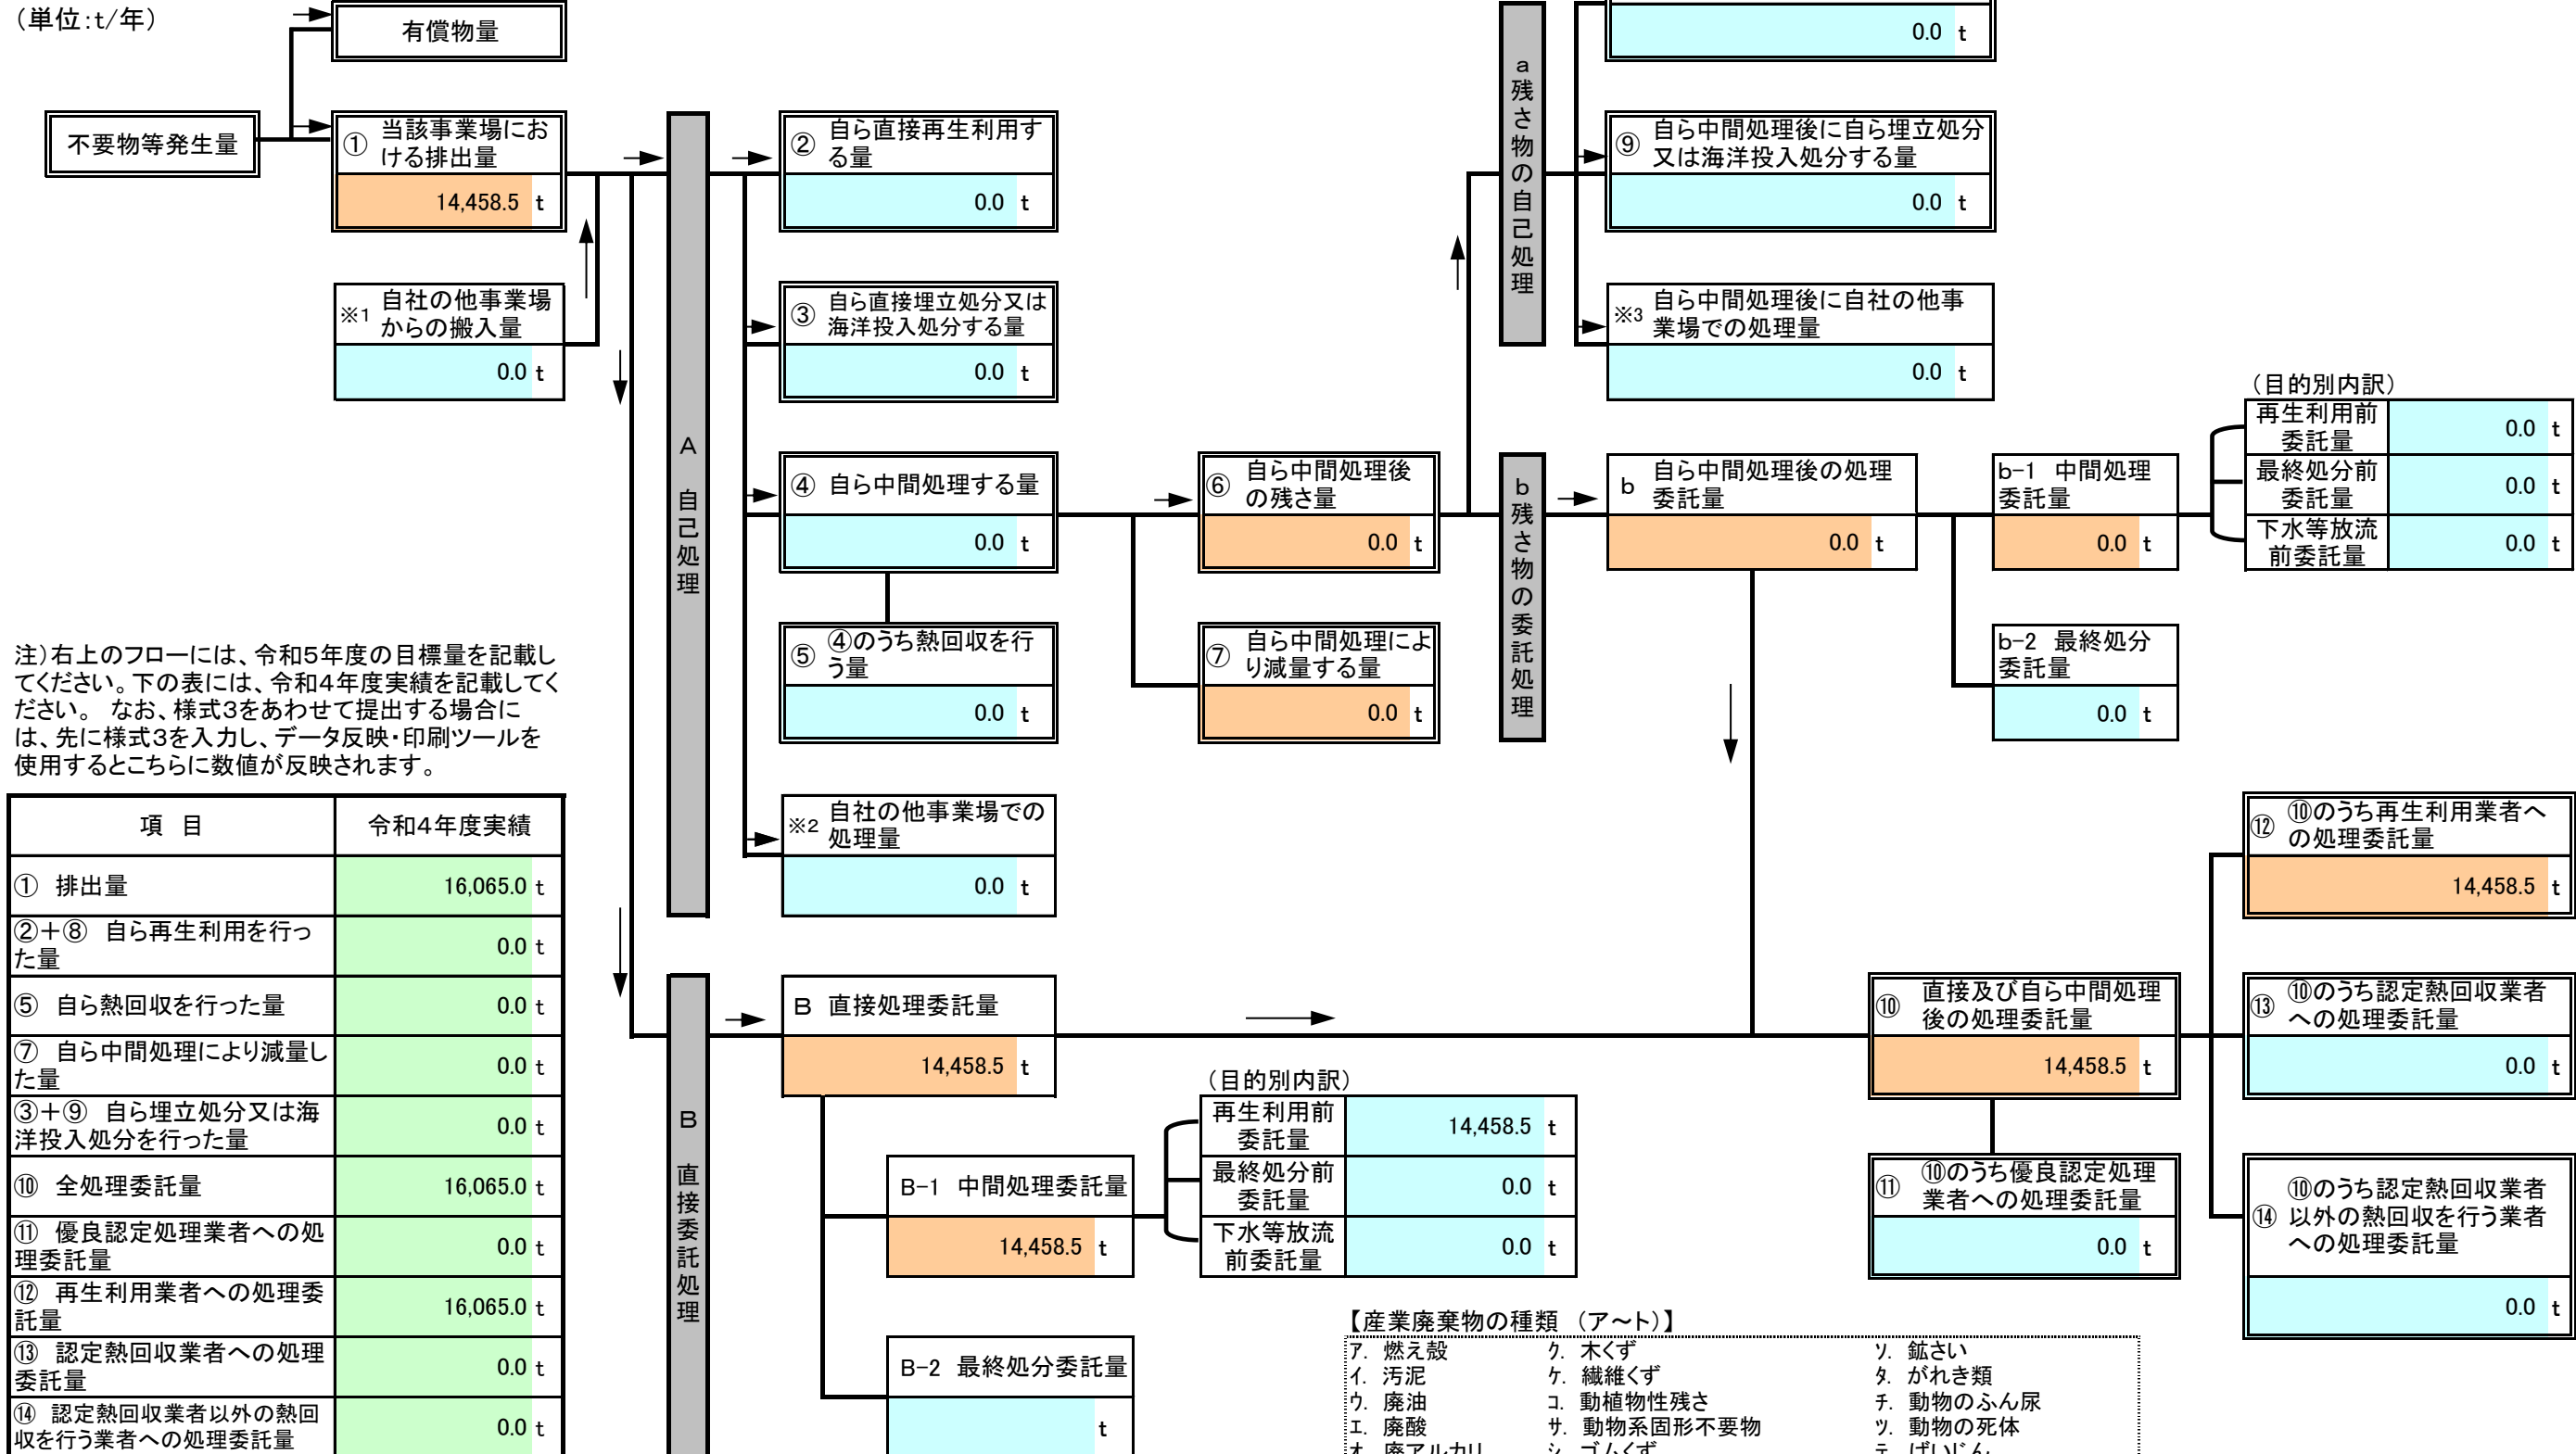 (単位:t/年)
有償物量
0.0 t
不要物等発生量
① 当該事業場にお
ける排出量
14,458.5 t
② 自ら直接再生利用す
る量
0.0 t
a 残さ物の自己処理
⑨ 自ら中間処理後に自ら埋立処分
又は海洋投入処分する量
0.0 t
※1 自社の他事業場
からの搬入量
0.0 t
③ 自ら直接埋立処分又は
海洋投入処分する量
0.0 t
※3 自ら中間処理後に自社の他事
業場での処理量
0.0 t
A 自己処理
④ 自ら中間処理する量
0.0 t
⑥ 自ら中間処理後
の残さ量
0.0 t
b 残さ物の委託処理
b 自ら中間処理後の処理
委託量
0.0 t
b-1 中間処理
委託量
0.0 t
(目的別内訳)
再生利用前
委託量
0.0 t
最終処分前
委託量
0.0 t
下水等放流
前委託量
0.0 t
⑤ ④のうち熱回収を行
う量
0.0 t
⑦ 自ら中間処理によ
り減量する量
0.0 t
b-2 最終処分
委託量
0.0 t
注)右上のフローには、令和5年度の目標量を記載し
てください。下の表には、令和4年度実績を記載してく
ださい。 なお、様式3をあわせて提出する場合に
は、先に様式3を入力し、データ反映・印刷ツールを
使用するとこちらに数値が反映されます。
※2 自社の他事業場での
処理量
0.0 t
項 目 令和4年度実績
① 排出量 16,065.0 t
②+⑧ 自ら再生利用を行っ
た量 0.0 t
⑤ 自ら熱回収を行った量 0.0 t
⑦ 自ら中間処理により減量し
た量 0.0 t
③+⑨ 自ら埋立処分又は海
洋投入処分を行った量 0.0 t
⑩ 全処理委託量 16,065.0 t
⑪ 優良認定処理業者への処
理委託量 0.0 t
⑫ 再生利用業者への処理委
託量 16,065.0 t
⑬ 認定熱回収業者への処理
委託量 0.0 t
⑭ 認定熱回収業者以外の熱回
収を行う業者への処理委託量 0.0 t
B 直接委託処理
B 直接処理委託量
14,458.5 t
B-1 中間処理委託量
14,458.5 t
(目的別内訳)
再生利用前
委託量
14,458.5 t
最終処分前
委託量
0.0 t
下水等放流
前委託量
0.0 t
B-2 最終処分委託量
t
⑩ 直接及び自ら中間処理
後の処理委託量
14,458.5 t
⑪ ⑩のうち優良認定処理
業者への処理委託量
0.0 t
⑫ ⑩のうち再生利用業者へ
の処理委託量
14,458.5 t
⑬ ⑩のうち認定熱回収業者
への処理委託量
0.0 t
⑭ ⑩のうち認定熱回収業者
以外の熱回収を行う業者
への処理委託量
0.0 t
【産業廃棄物の種類 (ア~ト)】
ア. 燃え殻 ク. 木くず ソ. 鉱さい
イ. 汚泥 ケ. 繊維くず タ. がれき類
ウ. 廃油 コ. 動植物性残さ チ. 動物のふん尿
エ. 廃酸 サ. 動物系固形不要物 ツ. 動物の死体
オ. 廃アルカリ シ. ゴムくず テ. ばいじん